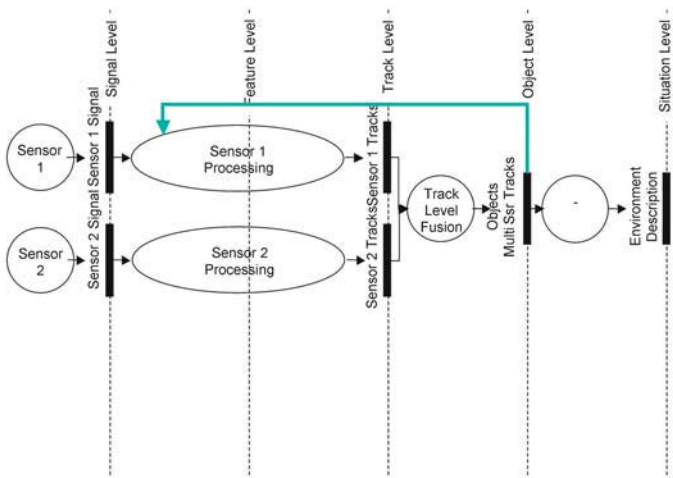 Signal Level
Feature Level
Track Level
Object Level
Situation Level
Sensor
1
Sensor 1 Signal
Sensor 1
Processing
Sensor 1 Tracks
Sensor
2
Sensor 2 Signal
Sensor 2
Processing
Sensor 2 Tracks
Track
Level
Fusion
Objects
Multi Ssr Tracks
-
Environment
Description